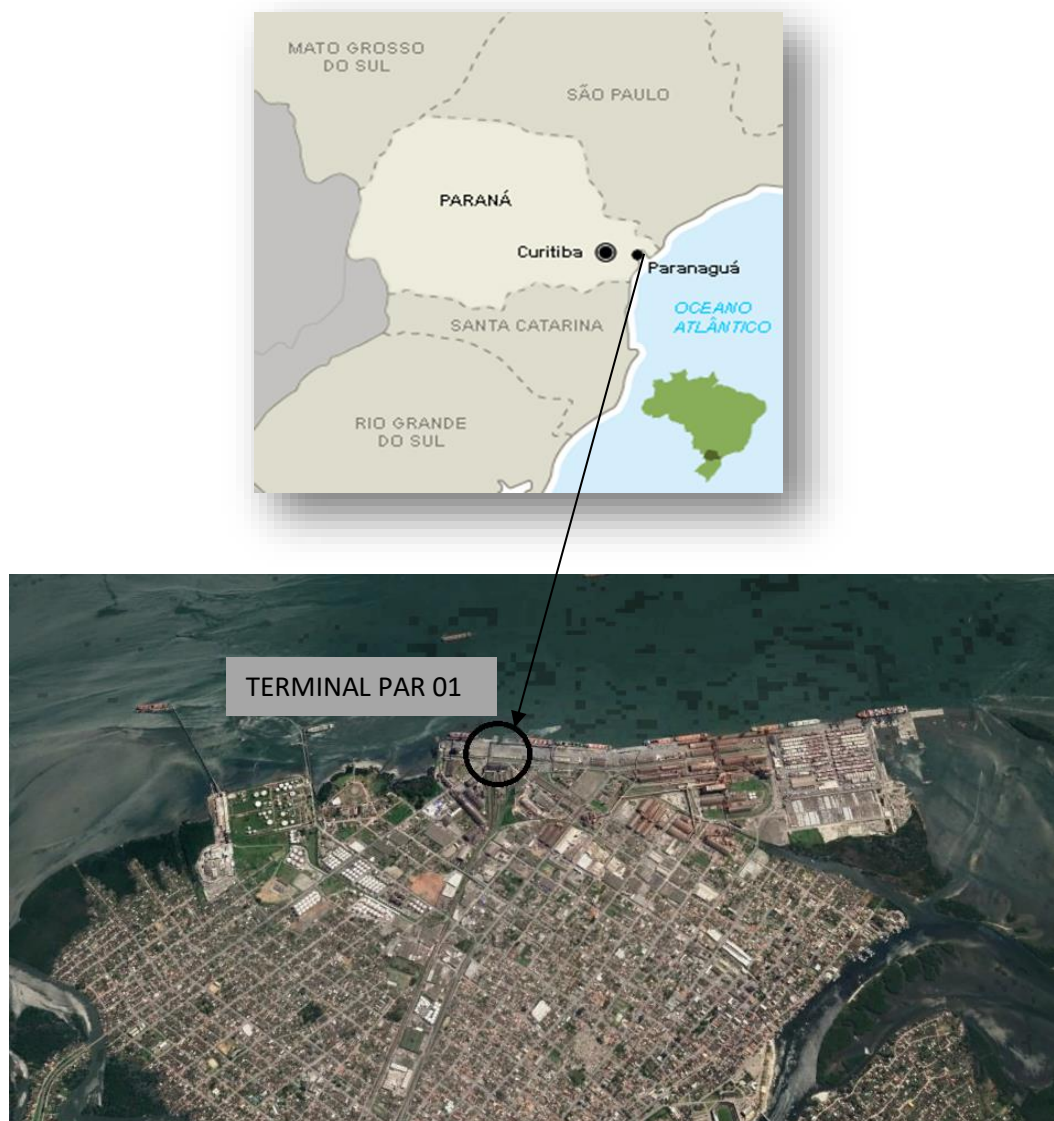 MATO GROSSO
DO SUL
SÃO PAULO
PARANÁ
Curitiba
Paranaguá
OCEANO
ATLÂNTICO
SANTA CATARINA
RIO GRANDE
DO SUL
TERMINAL PAR 01